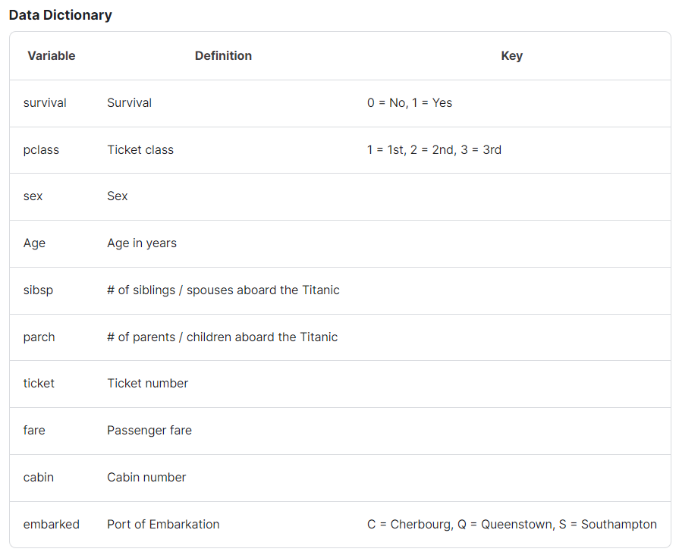 Data Dictionary
Variable Definition Key
survival Survival 0 = No, 1 = Yes
pclass Ticket class 1 = 1st, 2 = 2nd, 3 = 3rd
sex Sex
Age Age in years
sibsp # of siblings / spouses aboard the Titanic
parch # of parents / children aboard the Titanic
ticket Ticket number
fare Passenger fare
cabin Cabin number
embarked Port of Embarkation C = Cherbourg, Q = Queenstown, S = Southampton